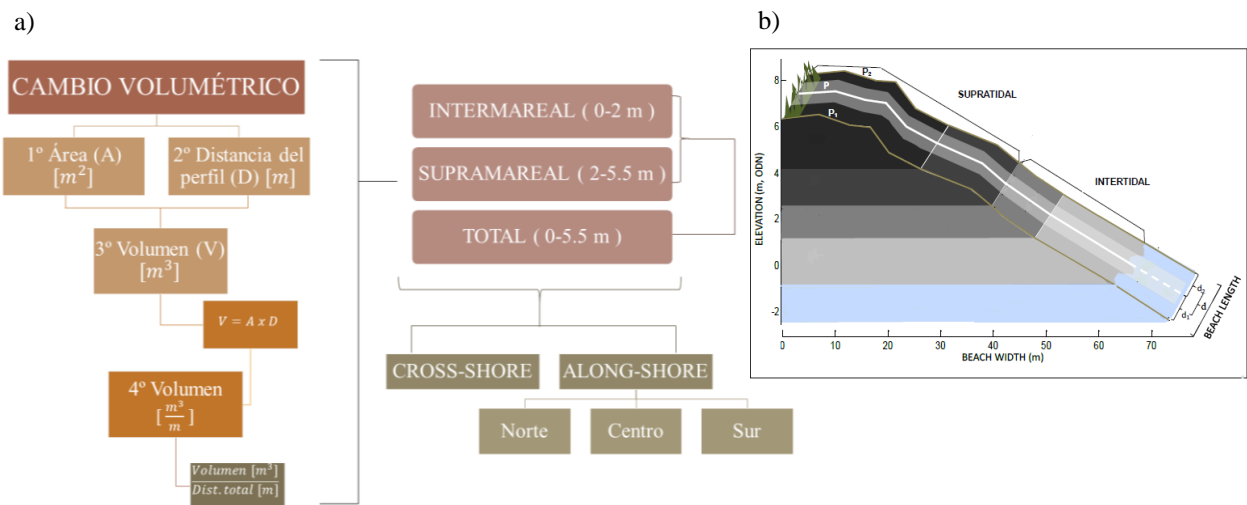 a)
CAMBIO VOLUMÉTRICO
1º Área (A)
[m²]
2º Distancia del
perfil (D) [m]
3º Volumen (V)
[m³]
V = A x D
4º Volumen
[m³/m]
Volumen [m³]
Dist. total [m]
INTERMAREAL ( 0-2 m )
SUPRAMAREAL ( 2-5.5 m )
TOTAL ( 0-5.5 m )
CROSS-SHORE
ALONG-SHORE
Norte
Centro
Sur
b)
ELEVATION (m, ODN)
8
6
4
2
0
-2
P₂
P
P₁
SUPRATIDAL
INTERTIDAL
d₂
d
d₁
BEACH LENGTH
0 10 20 30 40 50 60 70
BEACH WIDTH (m)